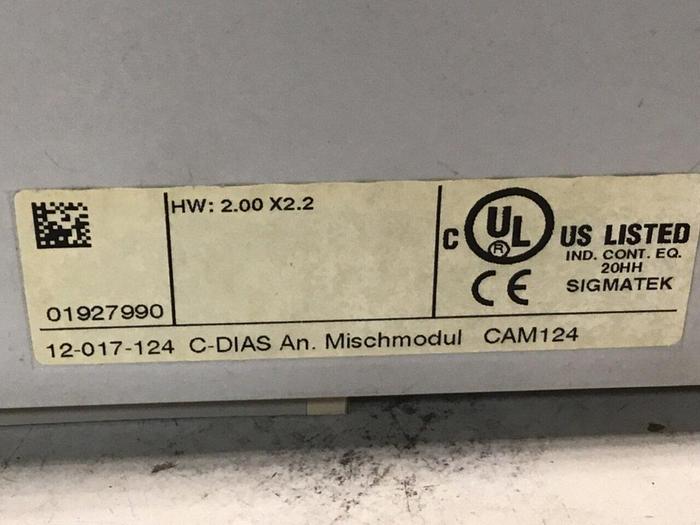 HW: 2.00 X2.2
01927990
C UL ® US LISTED
IND. CONT. EQ.
20HH
CE SIGMATEK
12-017-124 C-DIAS An. Mischmodul CAM124